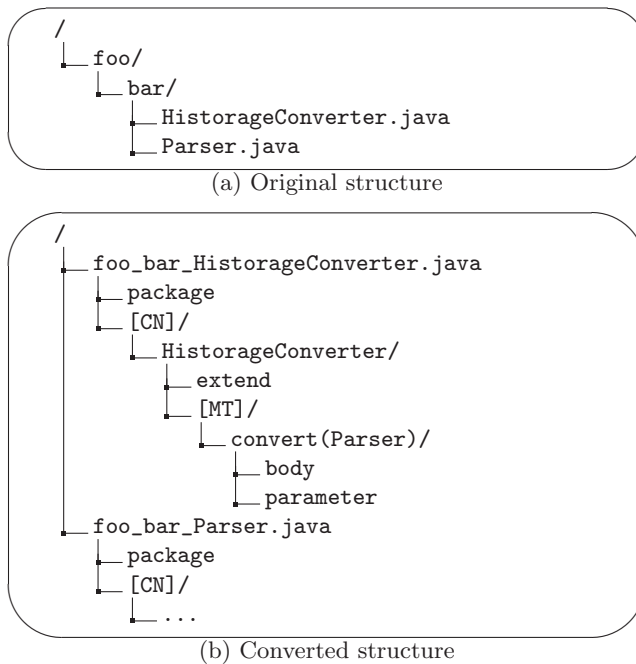 /
foo/
bar/
HistorageConverter.java
Parser.java
(a) Original structure
/
foo_bar_HistorageConverter.java
package
[CN]/
HistorageConverter/
extend
[MT]/
convert(Parser)/
body
parameter
foo_bar_Parser.java
package
[CN]/
...
(b) Converted structure